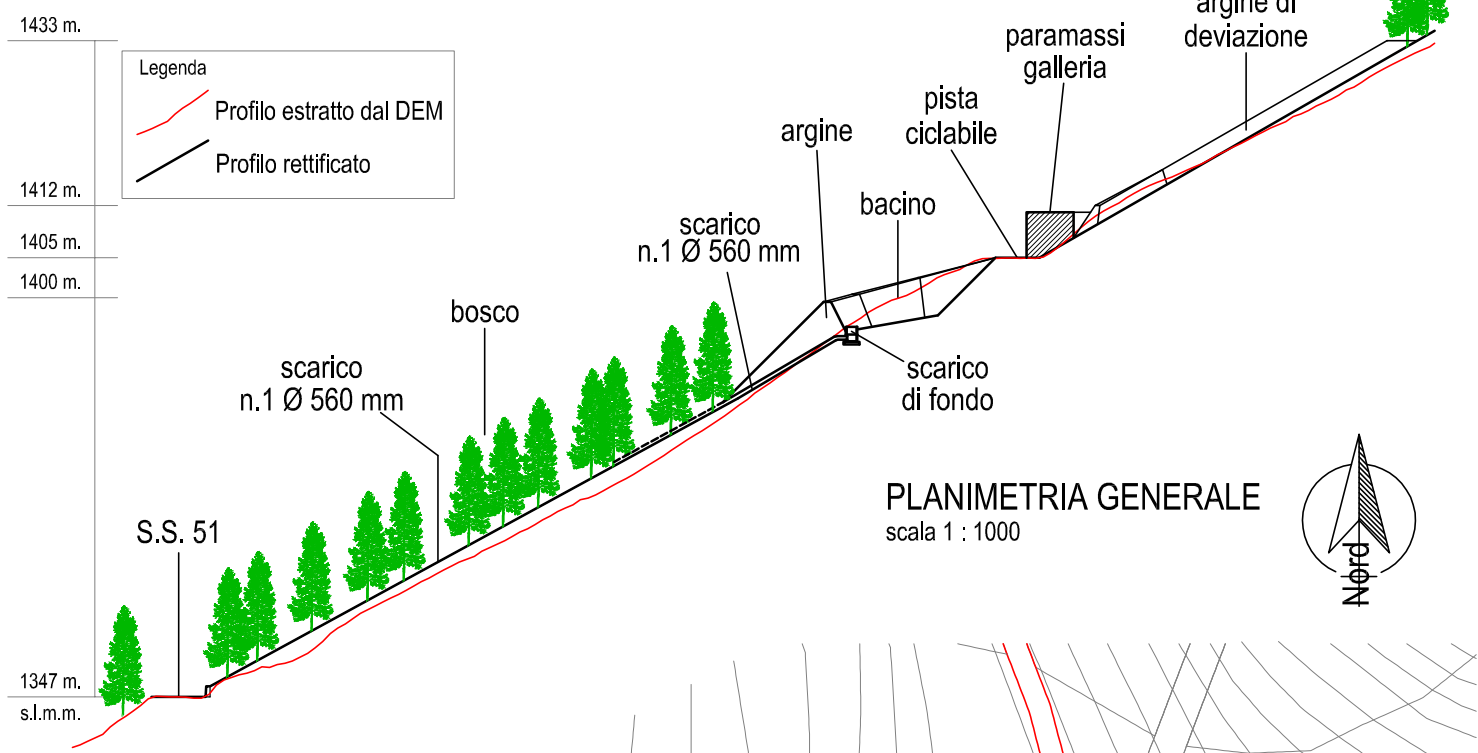 1433 m.
Legenda
Profilo estratto dal DEM
Profilo rettificato
argine di
deviazione
paramassi
galleria
pista
ciclabile
argine
bacino
1412 m.
1405 m.
1400 m.
scarico
n.1 Ø 560 mm
bosco
scarico
n.1 Ø 560 mm
scarico
di fondo
S.S. 51
PLANIMETRIA GENERALE
scala 1 : 1000
Nord
1347 m.
s.l.m.m.